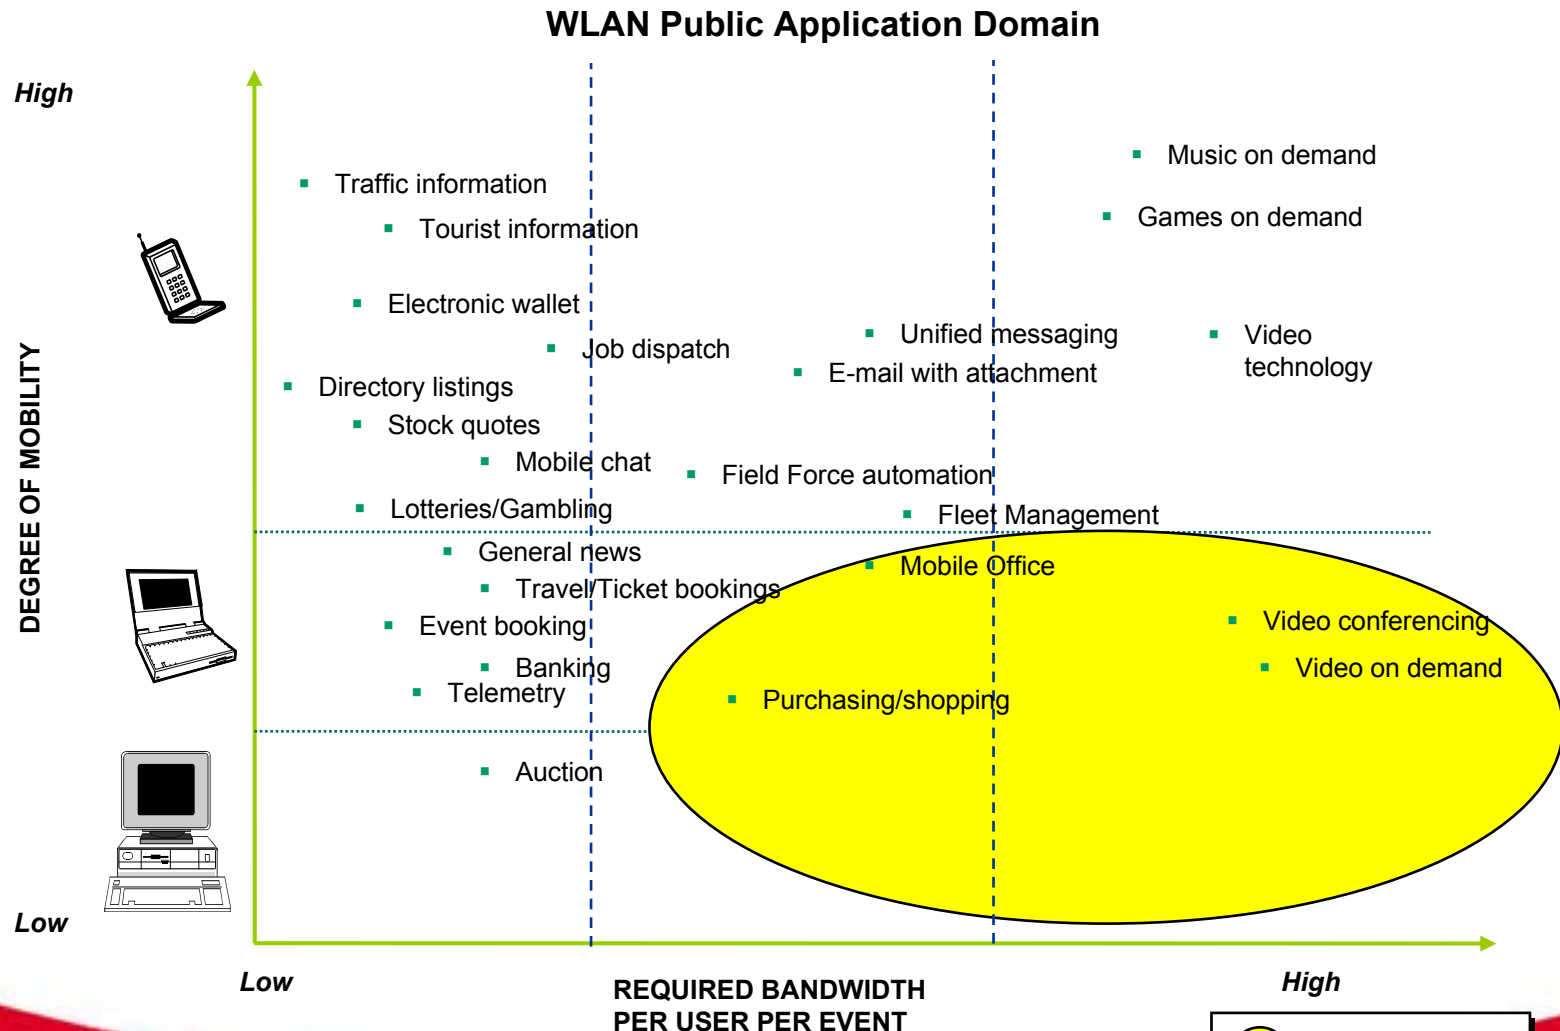 WLAN Public Application Domain
High
Music on demand
Traffic information
Games on demand
Tourist information
Electronic wallet
Unified messaging
Video
technology
Job dispatch
E-mail with attachment
Directory listings
Stock quotes
Mobile chat
Field Force automation
Lotteries/Gambling
Fleet Management
DEGREE OF MOBILITY
General news
Mobile Office
Travel/Ticket bookings
Event booking
Video conferencing
Banking
Video on demand
Telemetry
Purchasing/shopping
Auction
Low
Low
REQUIRED BANDWIDTH
PER USER PER EVENT
High